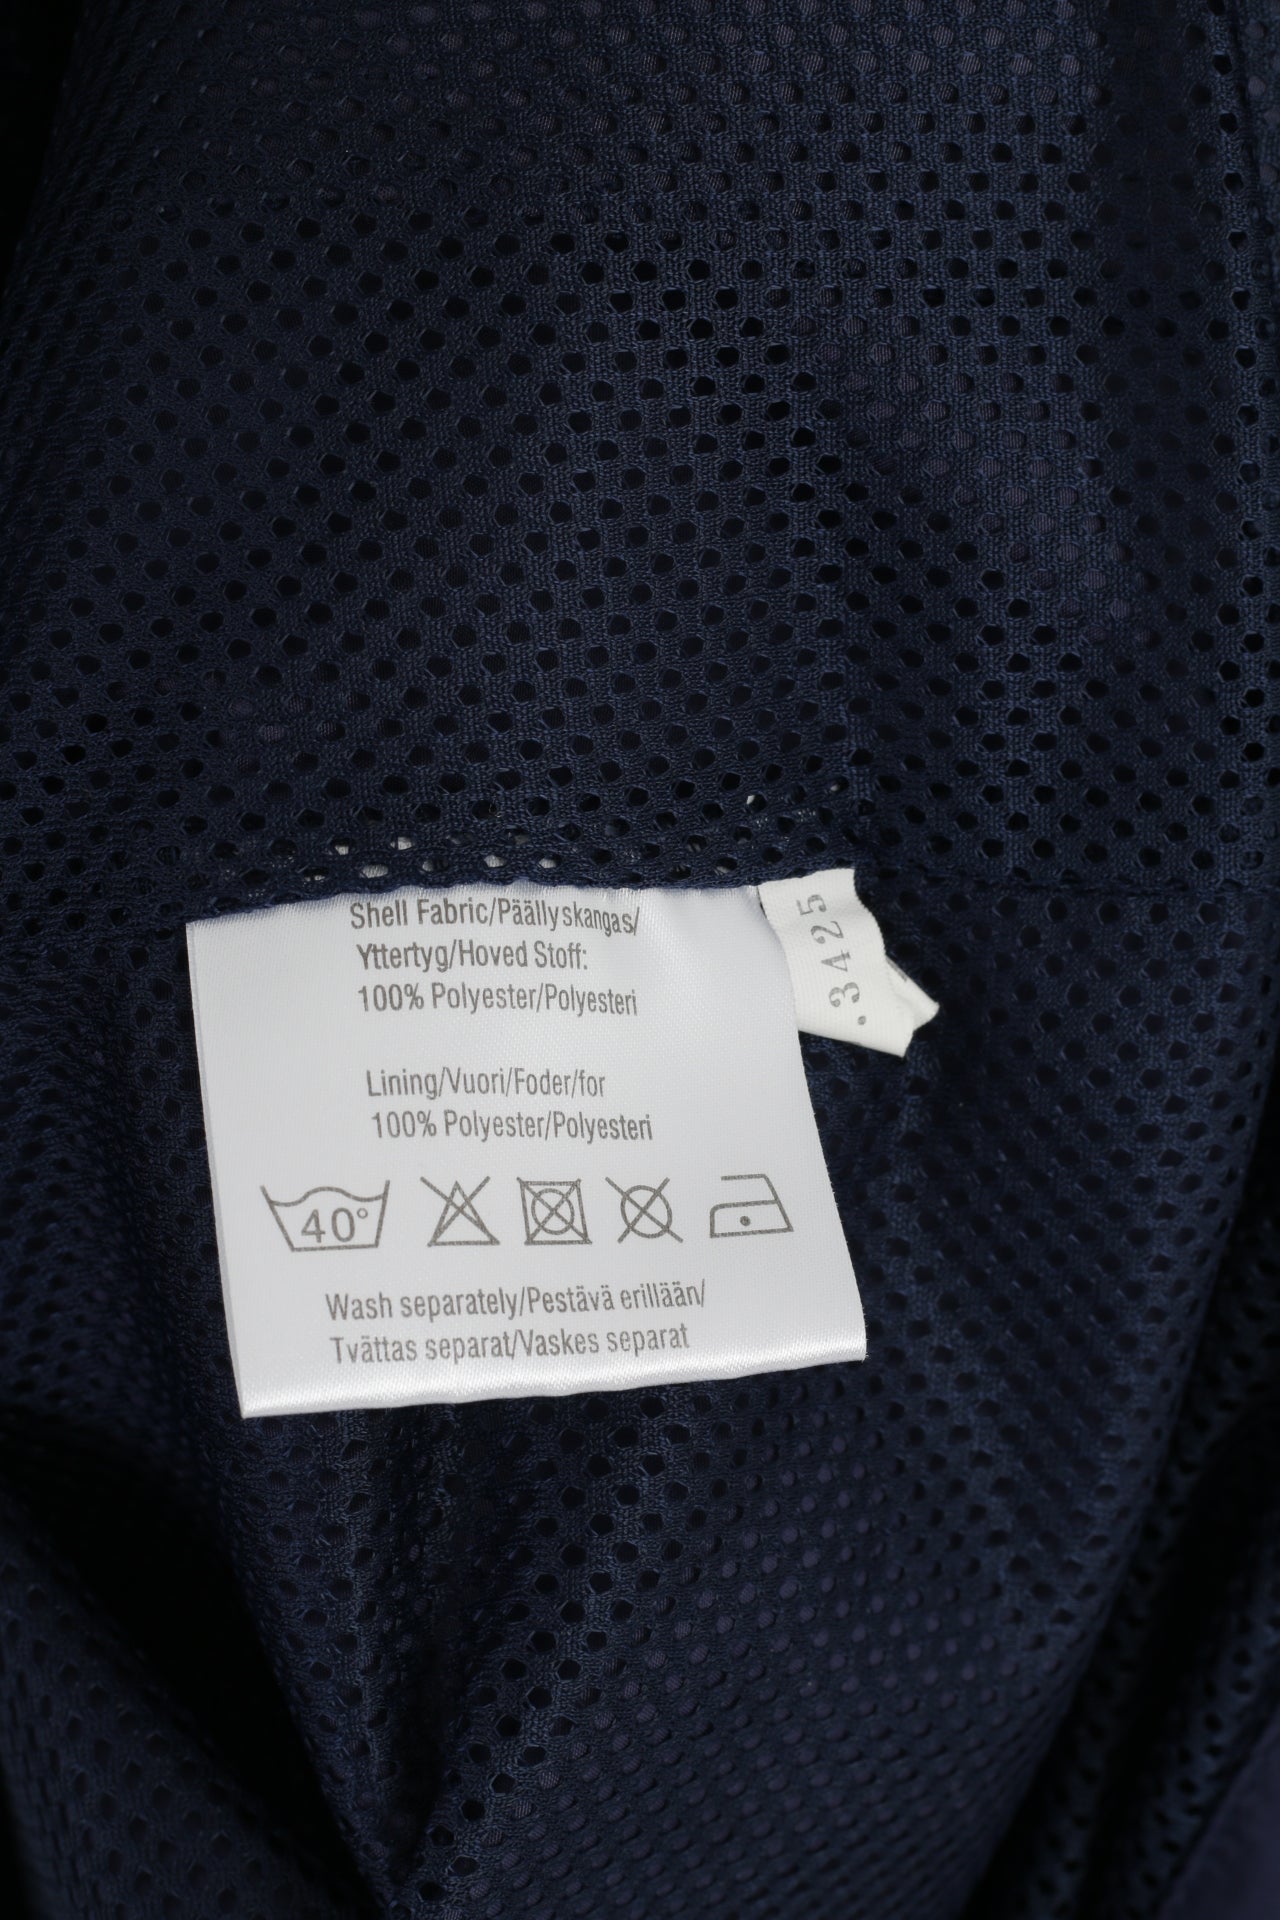 Shell Fabric/Päällyskangas/
Yttertyg/Hoved Stoff:
100% Polyester/Polyesteri
Lining/Vuori/Foder/for
100% Polyester/Polyesteri
40°
Wash separately/Pestävä erillään/
Tvättas separat/Vaskes separat
.3425